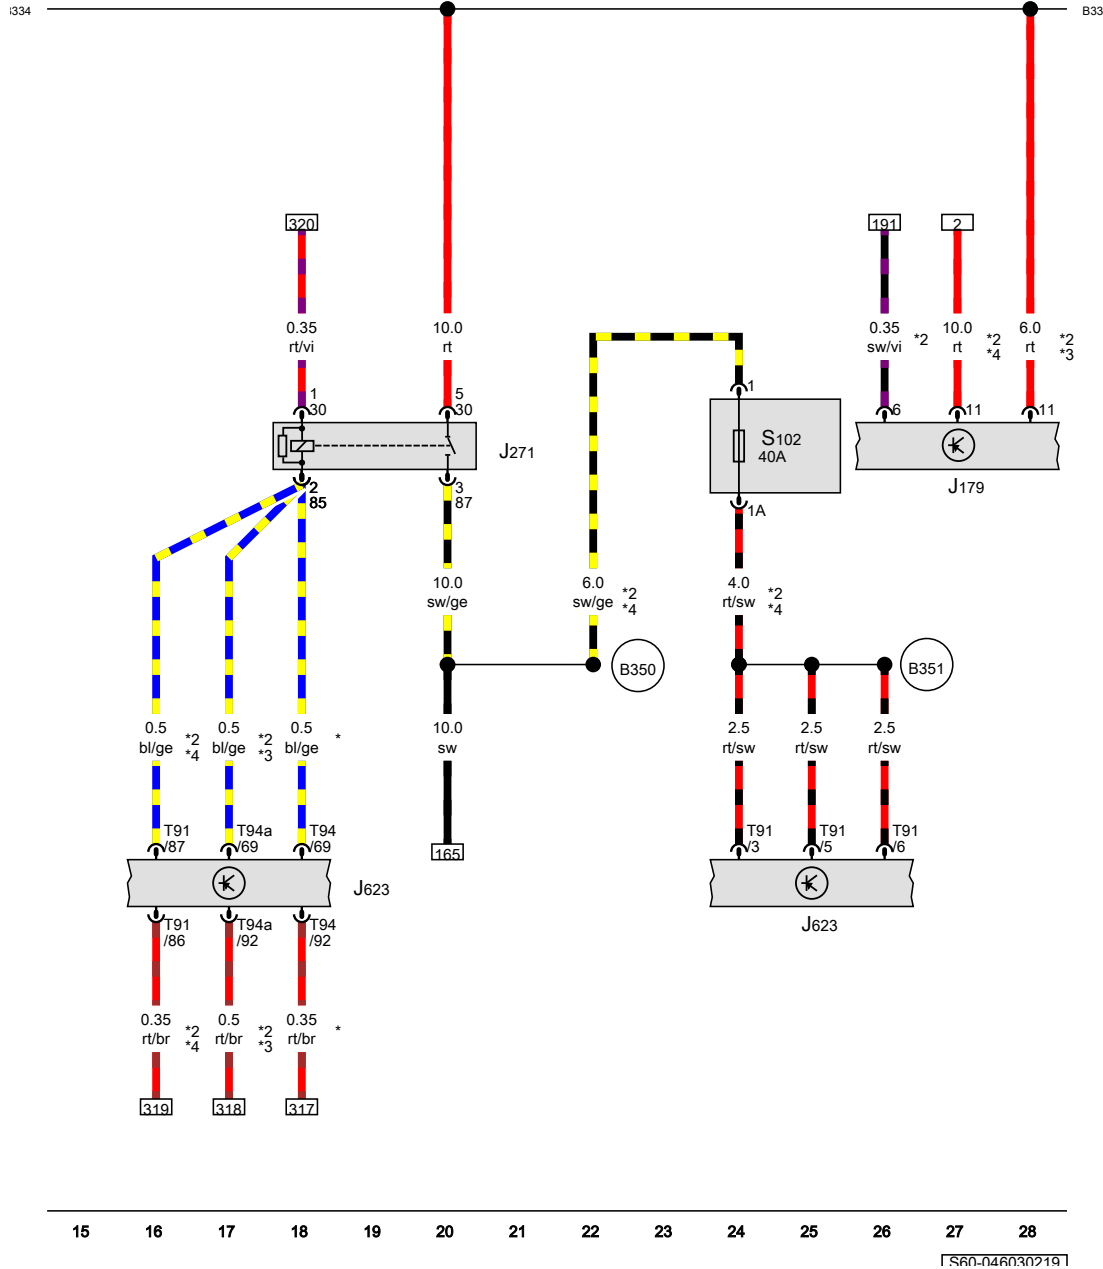 B33
320
191
2
0.35
rt/vi
10.0
rt
0.35
sw/vi
*2
10.0
rt
*2
*4
6.0
rt
*2
*3
1
30
5
30
1
6
11
11
J271
S102
40A
J179
2
85
3
87
1A
10.0
sw/ge
6.0
sw/ge
*2
*4
4.0
rt/sw
*2
*4
B350
B351
0.5
bl/ge
*2
*4
0.5
bl/ge
*2
*3
0.5
bl/ge
*
10.0
sw
2.5
rt/sw
2.5
rt/sw
2.5
rt/sw
T91
/87
T94a
/69
T94
/69
165
T91
/3
T91
/5
T91
/6
J623
J623
T91
/86
T94a
/92
T94
/92
0.35
rt/br
*2
*4
0.5
rt/br
*2
*3
0.35
rt/br
*
319
318
317
15 16 17 18 19 20 21 22 23 24 25 26 27 28
S60-046030219